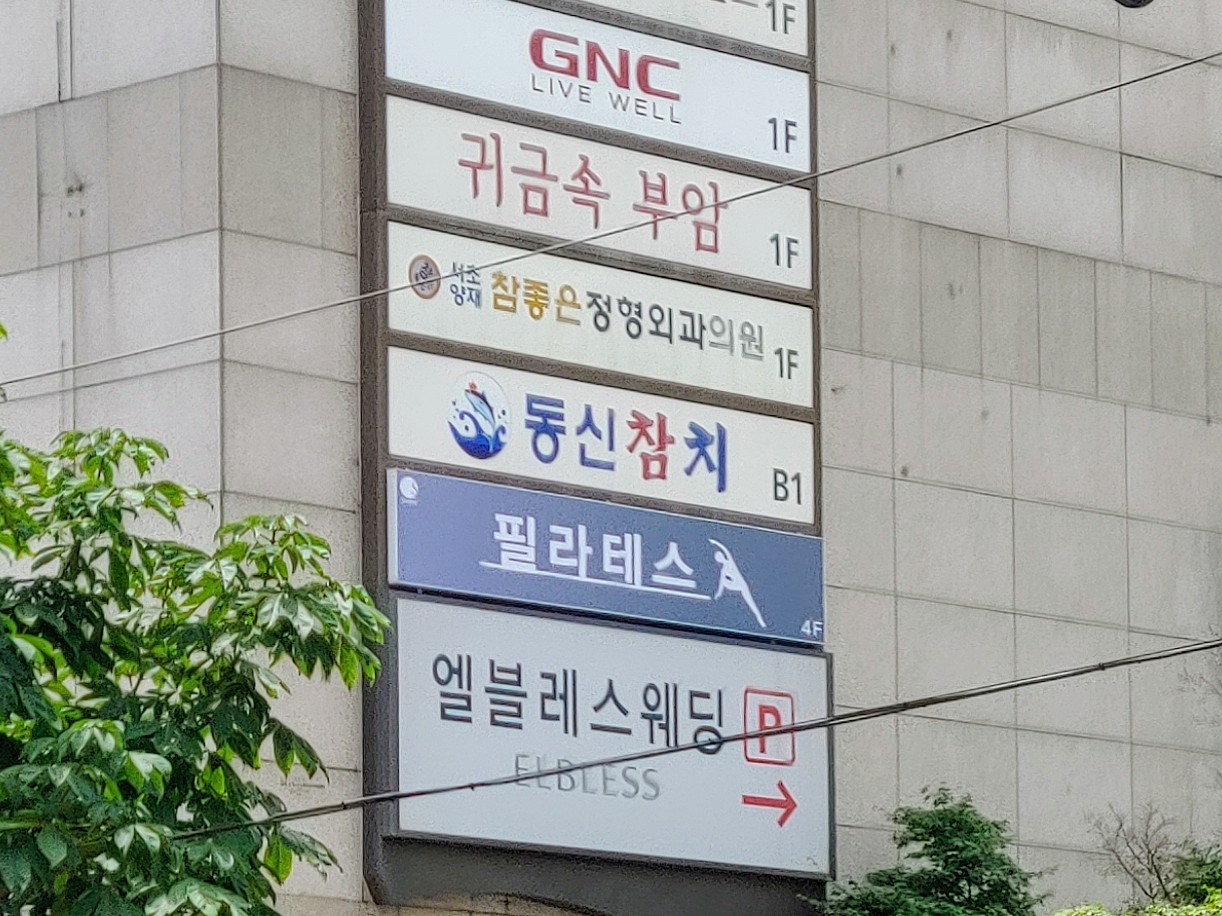 1F
GNC
LIVE WELL
1F
귀금속 부암
1F
서초
양재
참좋은정형외과의원
1F
동신참치
B1
필라테스
4F
엘블레스웨딩 P
ELBLESS
→